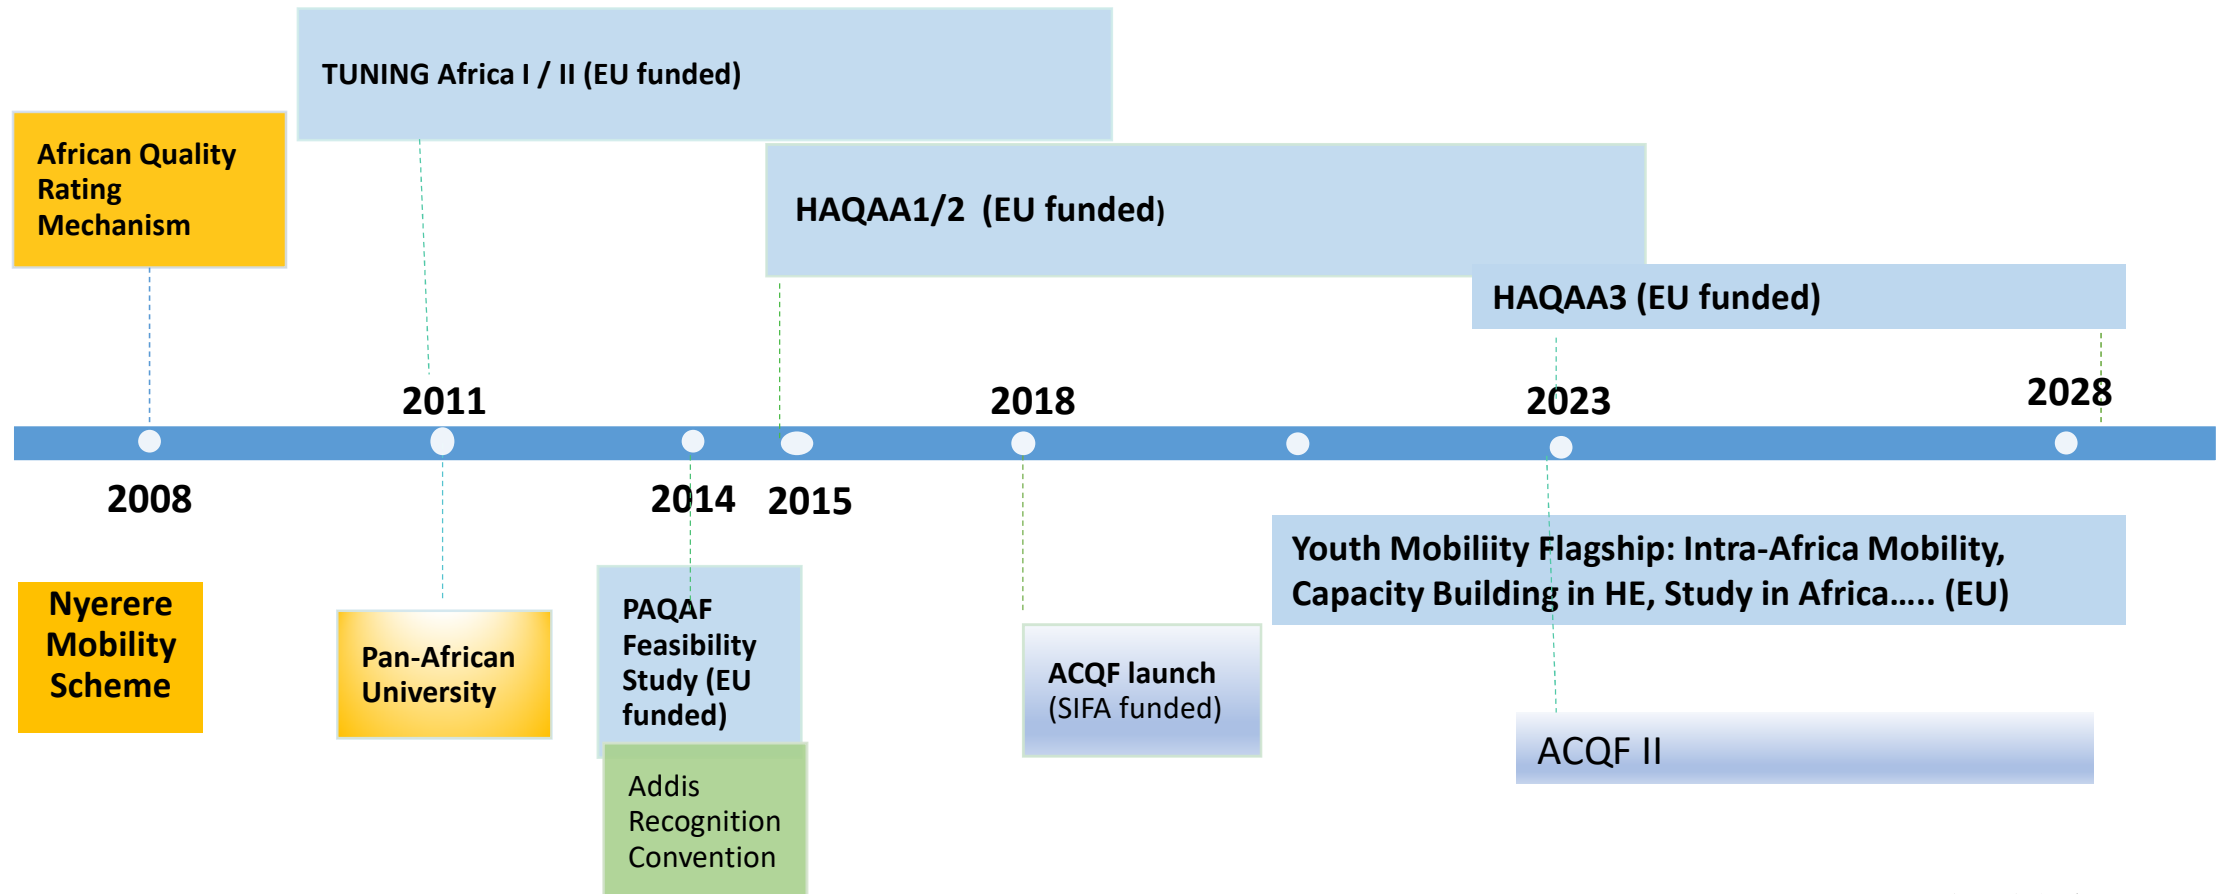 TUNING Africa I / II (EU funded)
African Quality
Rating
Mechanism
HAQAA1/2 (EU funded)
HAQAA3 (EU funded)
2011
2018
2023
2028
2008
2014
2015
Nyerere
Mobility
Scheme
Pan-African
University
PAQAF
Feasibility
Study (EU
funded)
Addis
Recognition
Convention
ACQF launch
(SIFA funded)
Youth Mobiliity Flagship: Intra-Africa Mobility,
Capacity Building in HE, Study in Africa….. (EU)
ACQF II